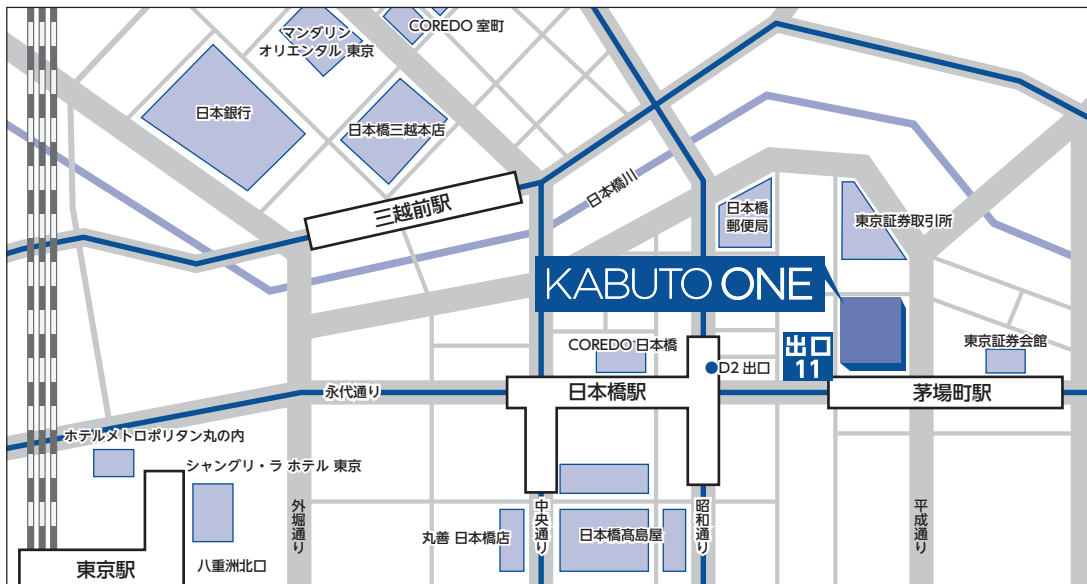 COREDO 室町
マンダリン
オリエンタル 東京
日本銀行
日本橋三越本店
三越前駅
日本橋川
日本橋
郵便局
東京証券取引所
KABUTO ONE
COREDO 日本橋
出口
11
東京証券会館
D2 出口
永代通り
日本橋駅
茅場町駅
ホテルメトロポリタン丸の内
シャングリ・ラ ホテル 東京
外堀通り
中央通り
昭和通り
平成通り
丸善 日本橋店
日本橋髙島屋
東京駅
八重洲北口